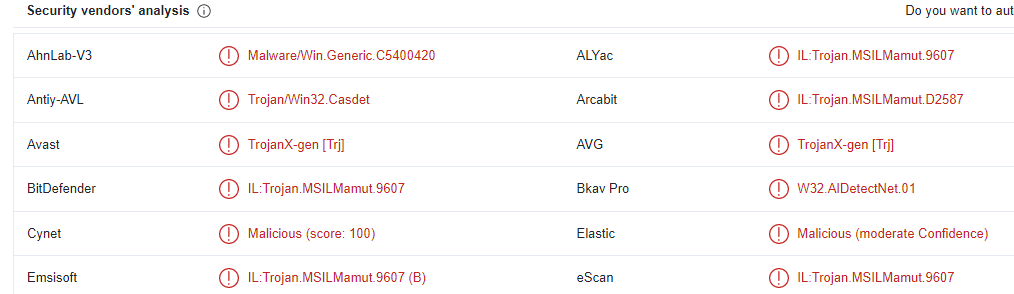 Security vendors' analysis Do you want to aut
AhnLab-V3 Malware/Win.Generic.C5400420 ALYac IL:Trojan.MSILMamut.9607
Antiy-AVL Trojan/Win32.Casdet Arcabit IL:Trojan.MSILMamut.D2587
Avast TrojanX-gen [Trj] AVG TrojanX-gen [Trj]
BitDefender IL:Trojan.MSILMamut.9607 Bkav Pro W32.AIDetectNet.01
Cynet Malicious (score: 100) Elastic Malicious (moderate Confidence)
Emsisoft IL:Trojan.MSILMamut.9607 (B) eScan IL:Trojan.MSILMamut.9607